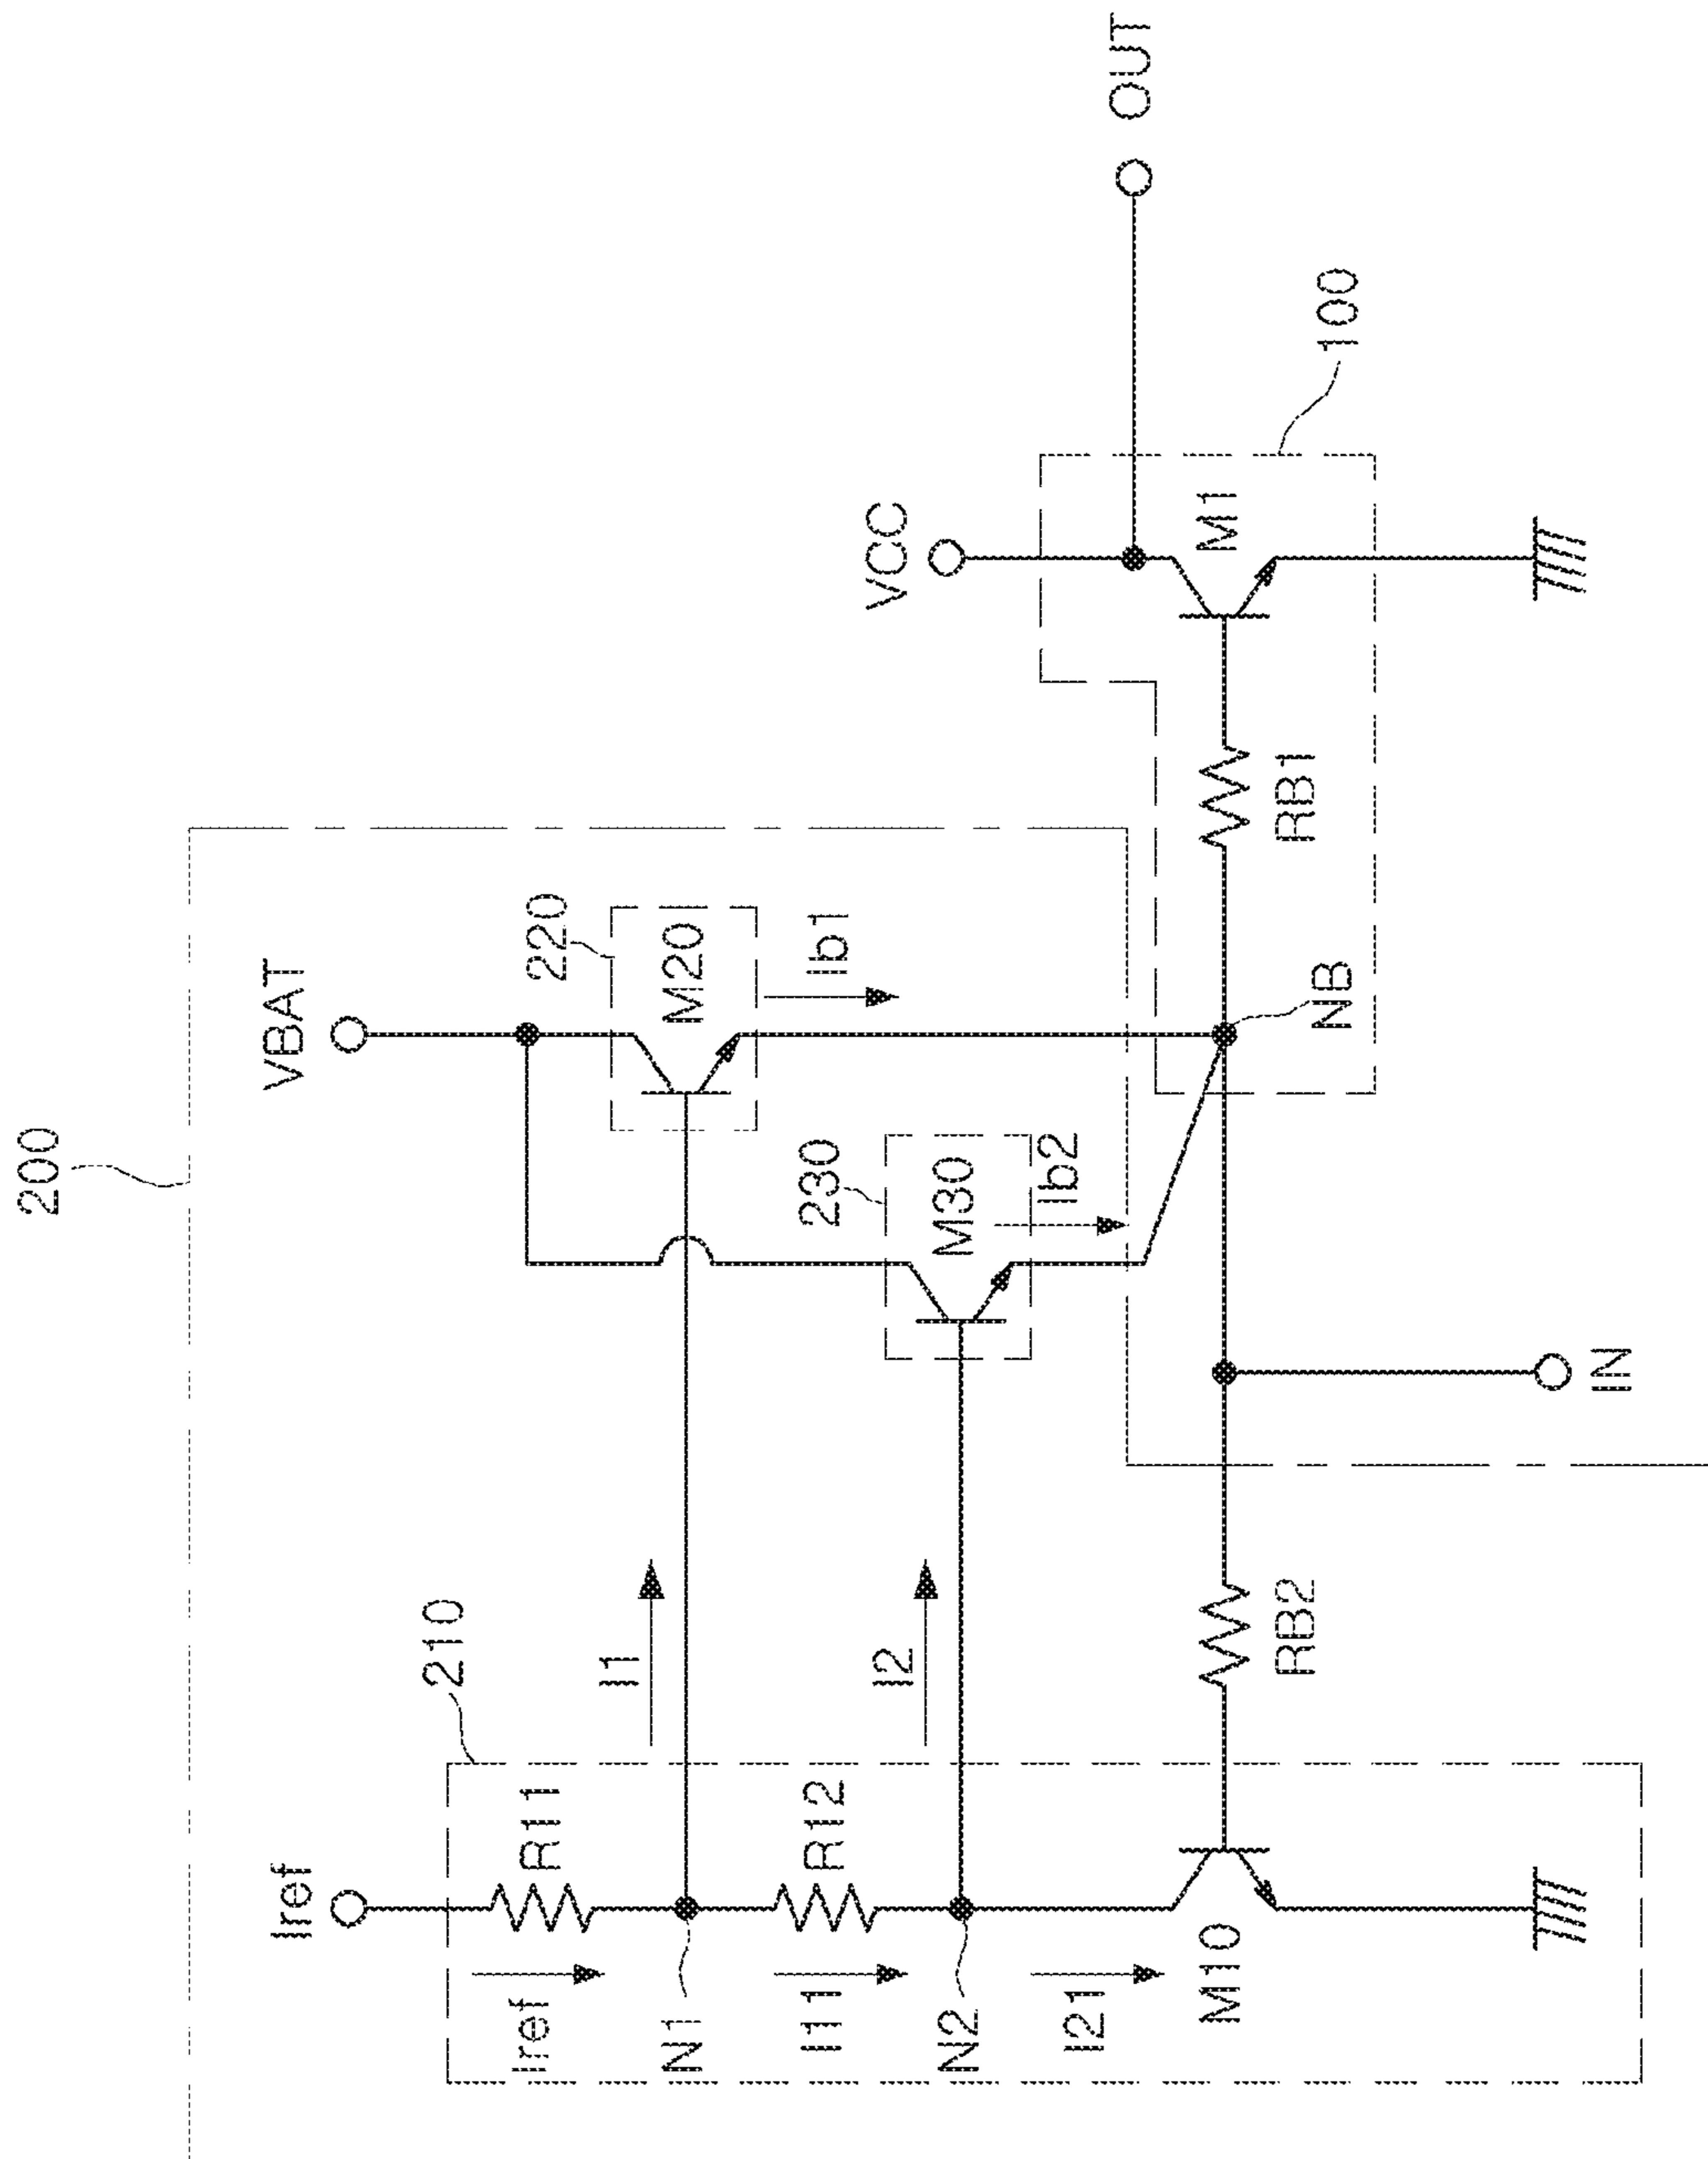 200
Iref
VBAT
VCC
OUT
210
220
230
100
R11
Iref
N1
I1
M20
Ib1
R12
I11
N2
I2
M30
Ib2
I21
M10
RB2
NB
RB1
M1
IN